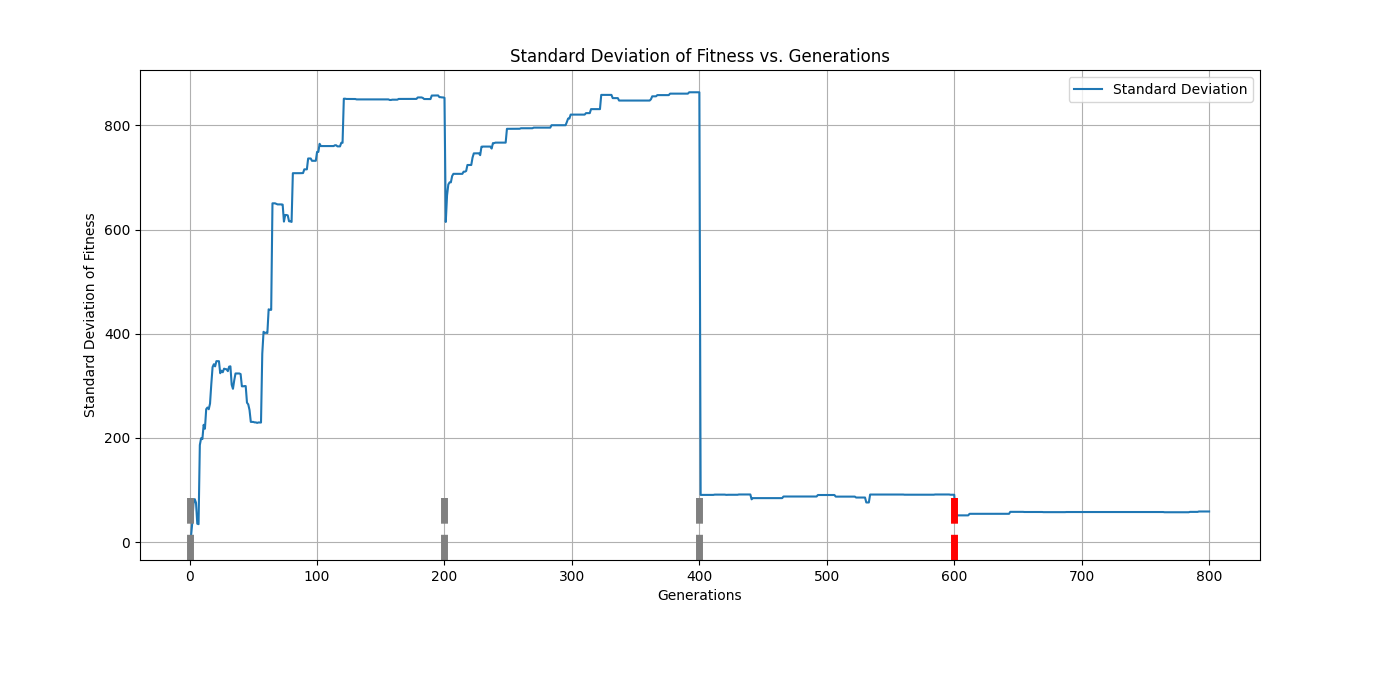 Standard Deviation of Fitness vs. Generations
Standard Deviation
Standard Deviation of Fitness
800
600
400
200
0
0 100 200 300 400 500 600 700 800
Generations